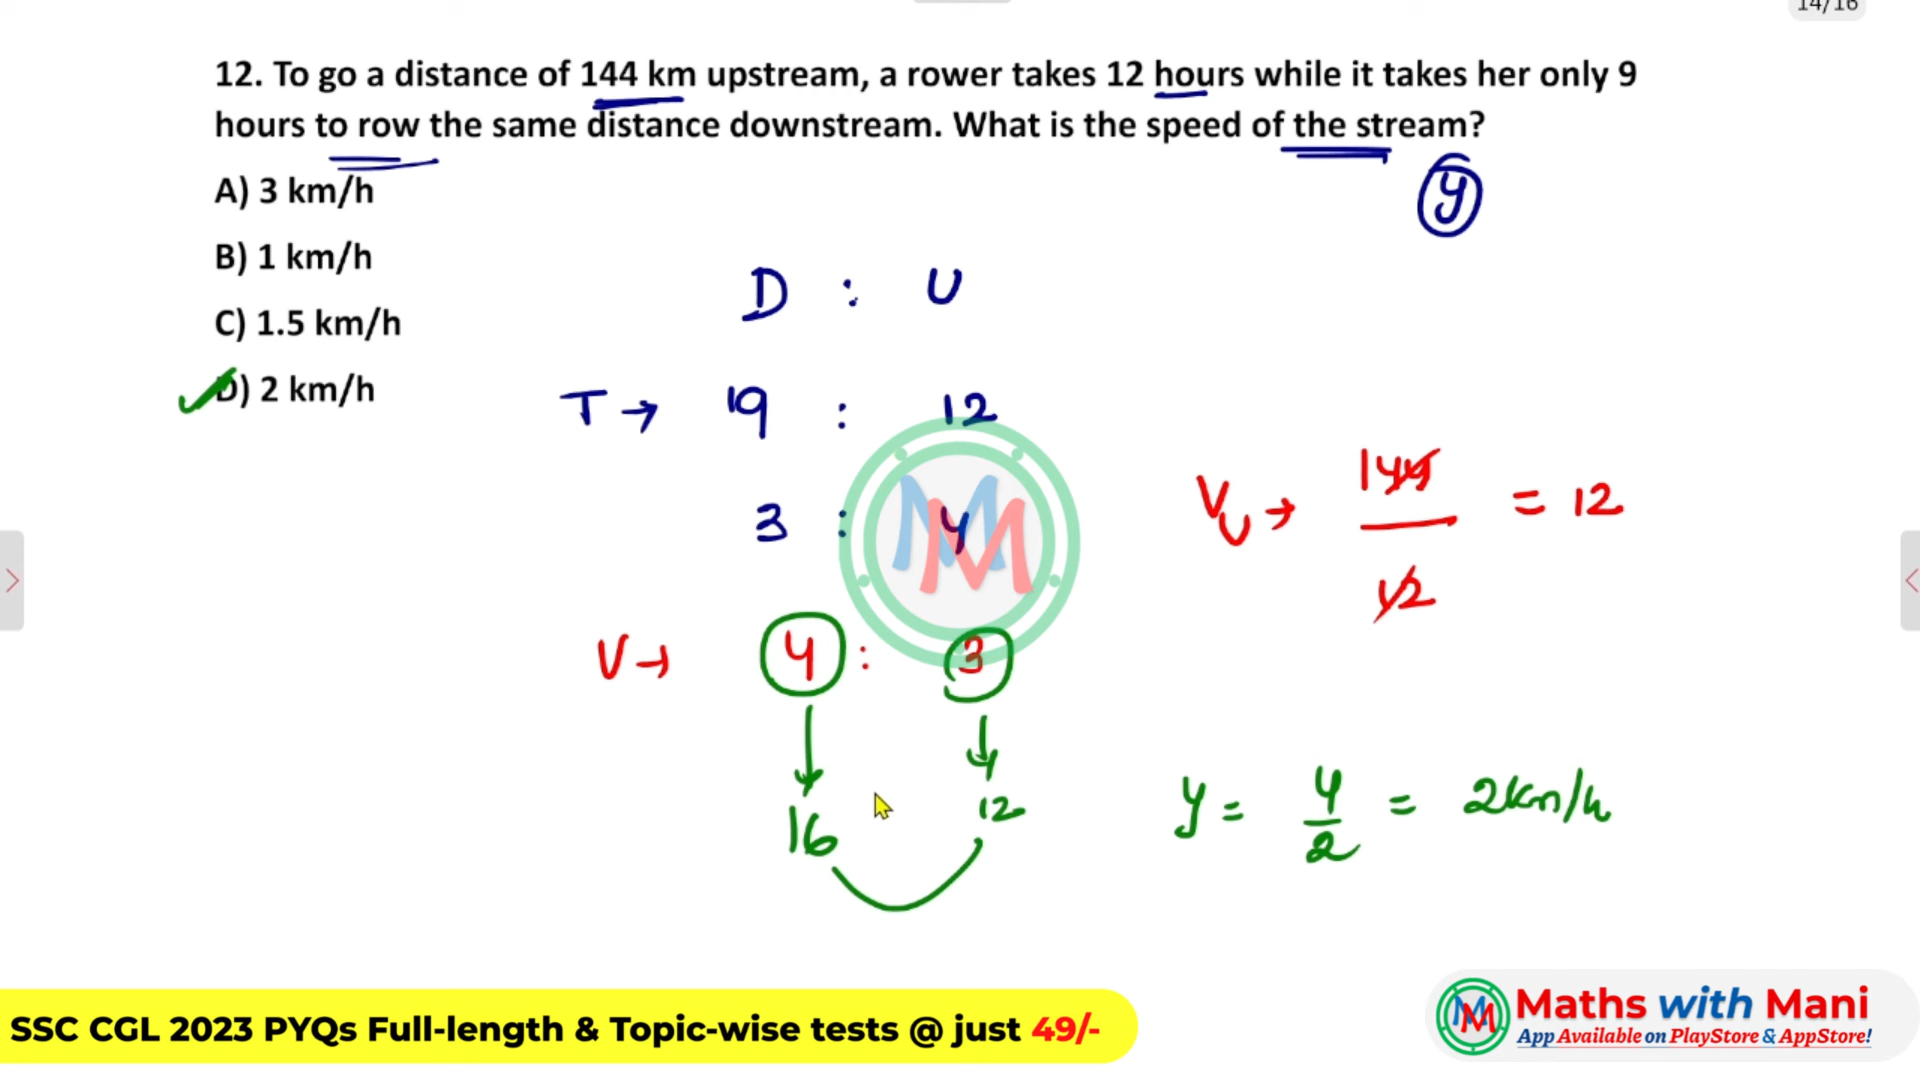 14/16
12. To go a distance of 144 km upstream, a rower takes 12 hours while it takes her only 9
hours to row the same distance downstream. What is the speed of the stream?
y
A) 3 km/h
B) 1 km/h
C) 1.5 km/h
D) 2 km/h
D : U
T → 19 : 12
3 : 4
V → 4 : 3
16 12
VU → 144/12 = 12
y = 4/2 = 2km/h
MM
SSC CGL 2023 PYQs Full-length & Topic-wise tests @ just 49/-
MM
Maths with Mani
App Available on PlayStore & AppStore!